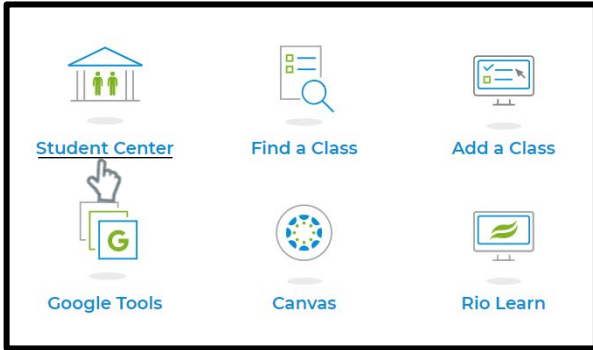 Student Center
Find a Class
Add a Class
G
Google Tools
Canvas
Rio Learn